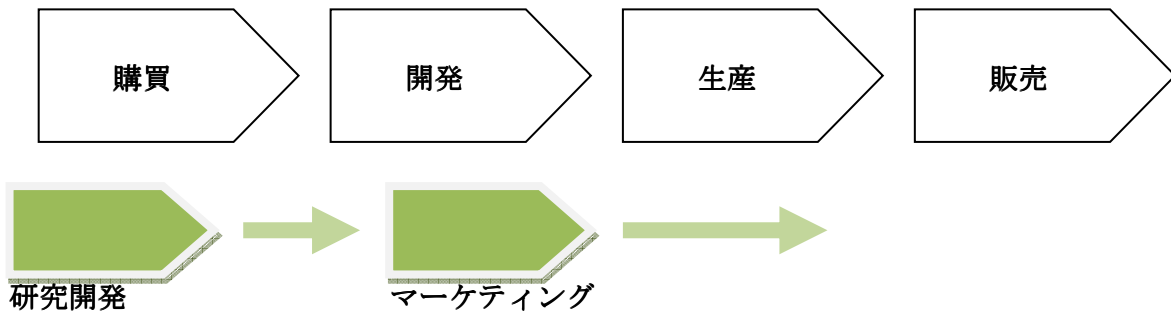 購買
開発
生産
販売
研究開発
マーケティング